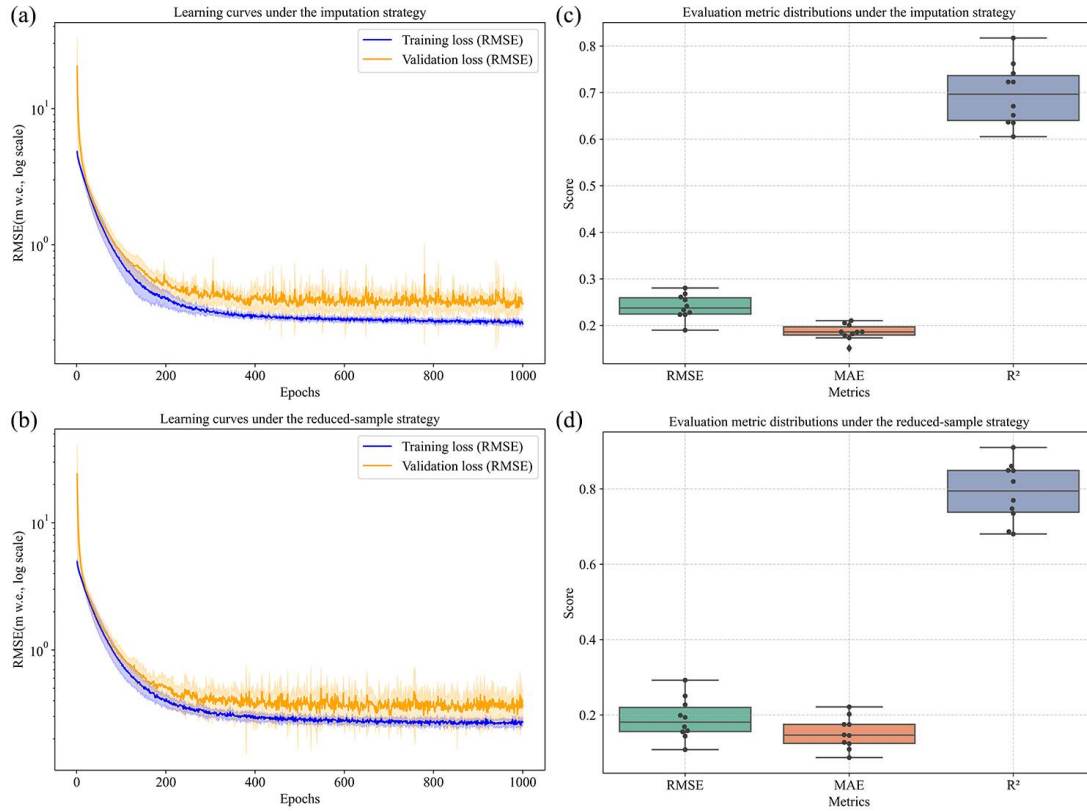 (a)
Learning curves under the imputation strategy
Training loss (RMSE)
Validation loss (RMSE)
10¹
10⁰
RMSE(m w.e., log scale)
0
200
400
600
800
1000
Epochs
(c)
Evaluation metric distributions under the imputation strategy
0.8
0.7
0.6
0.5
0.4
0.3
0.2
Score
RMSE
MAE
R²
Metrics
(b)
Learning curves under the reduced-sample strategy
Training loss (RMSE)
Validation loss (RMSE)
10¹
10⁰
RMSE(m w.e., log scale)
0
200
400
600
800
1000
Epochs
(d)
Evaluation metric distributions under the reduced-sample strategy
0.8
0.6
0.4
0.2
Score
RMSE
MAE
R²
Metrics